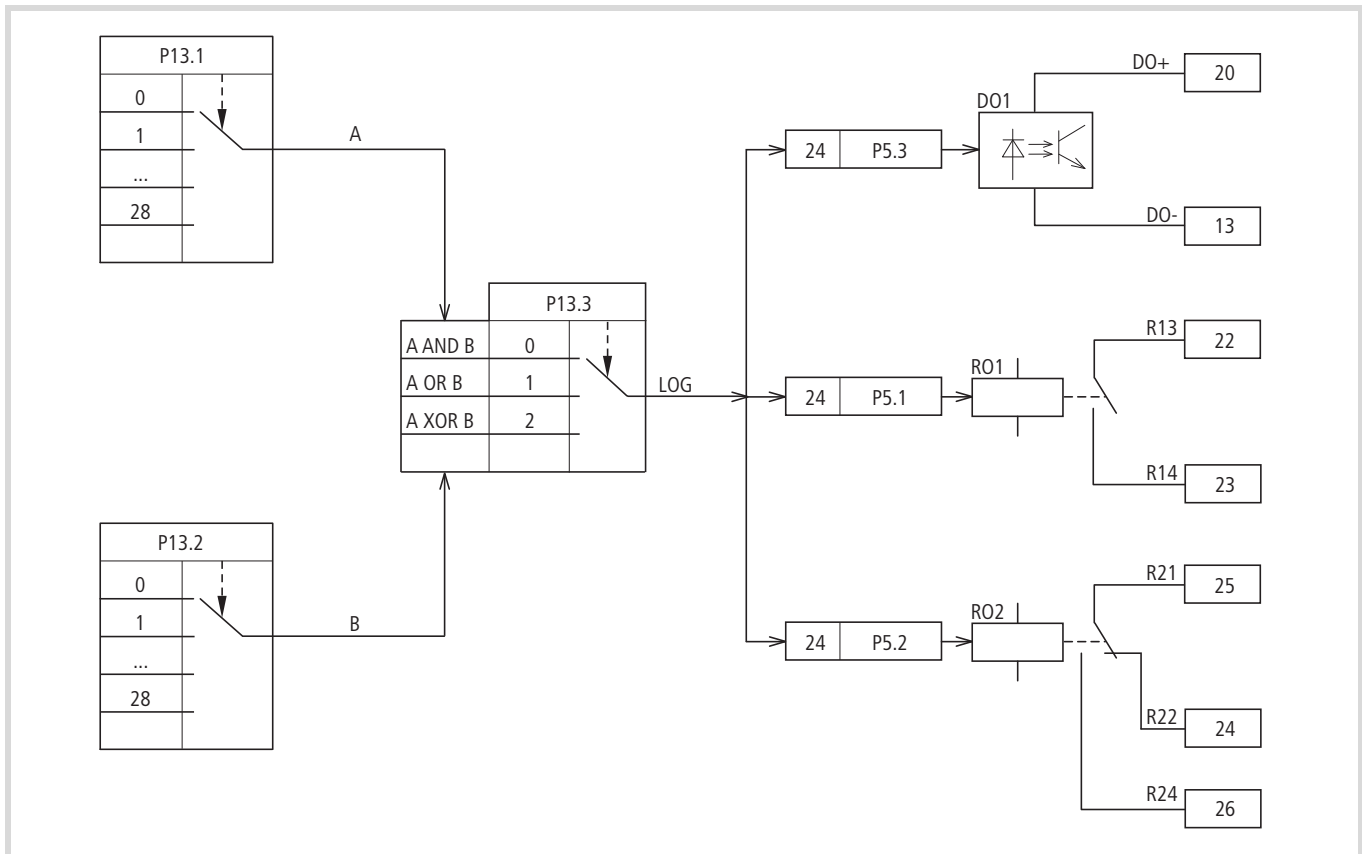 P13.1
0
1
...
28
A
P13.2
0
1
...
28
B
P13.3
A AND B 0
A OR B 1
A XOR B 2
LOG
24 P5.3
DO1
DO+ 20
DO- 13
24 P5.1
RO1
R13 22
R14 23
24 P5.2
RO2
R21 25
R22 24
R24 26